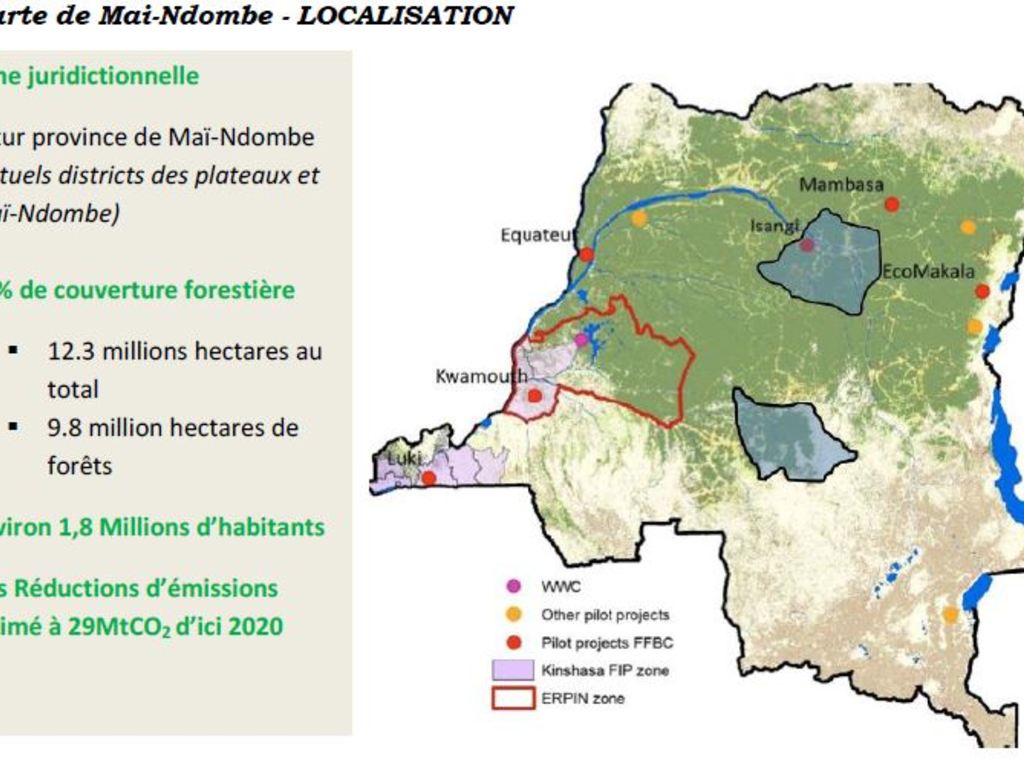 arte de Mai-Ndombe - LOCALISATION
ne juridictionnelle
tur province de Maï-Ndombe
tuels districts des plateaux et
aï-Ndombe)
% de couverture forestière
▪ 12.3 millions hectares au
total
▪ 9.8 million hectares de
forêts
viron 1,8 Millions d’habitants
s Réductions d’émissions
imé à 29MtCO₂ d’ici 2020
Mambasa
Isangi
Equateur
EcoMakala
Kwamouth
Luki
WWC
Other pilot projects
Pilot projects FFBC
Kinshasa FIP zone
ERPIN zone